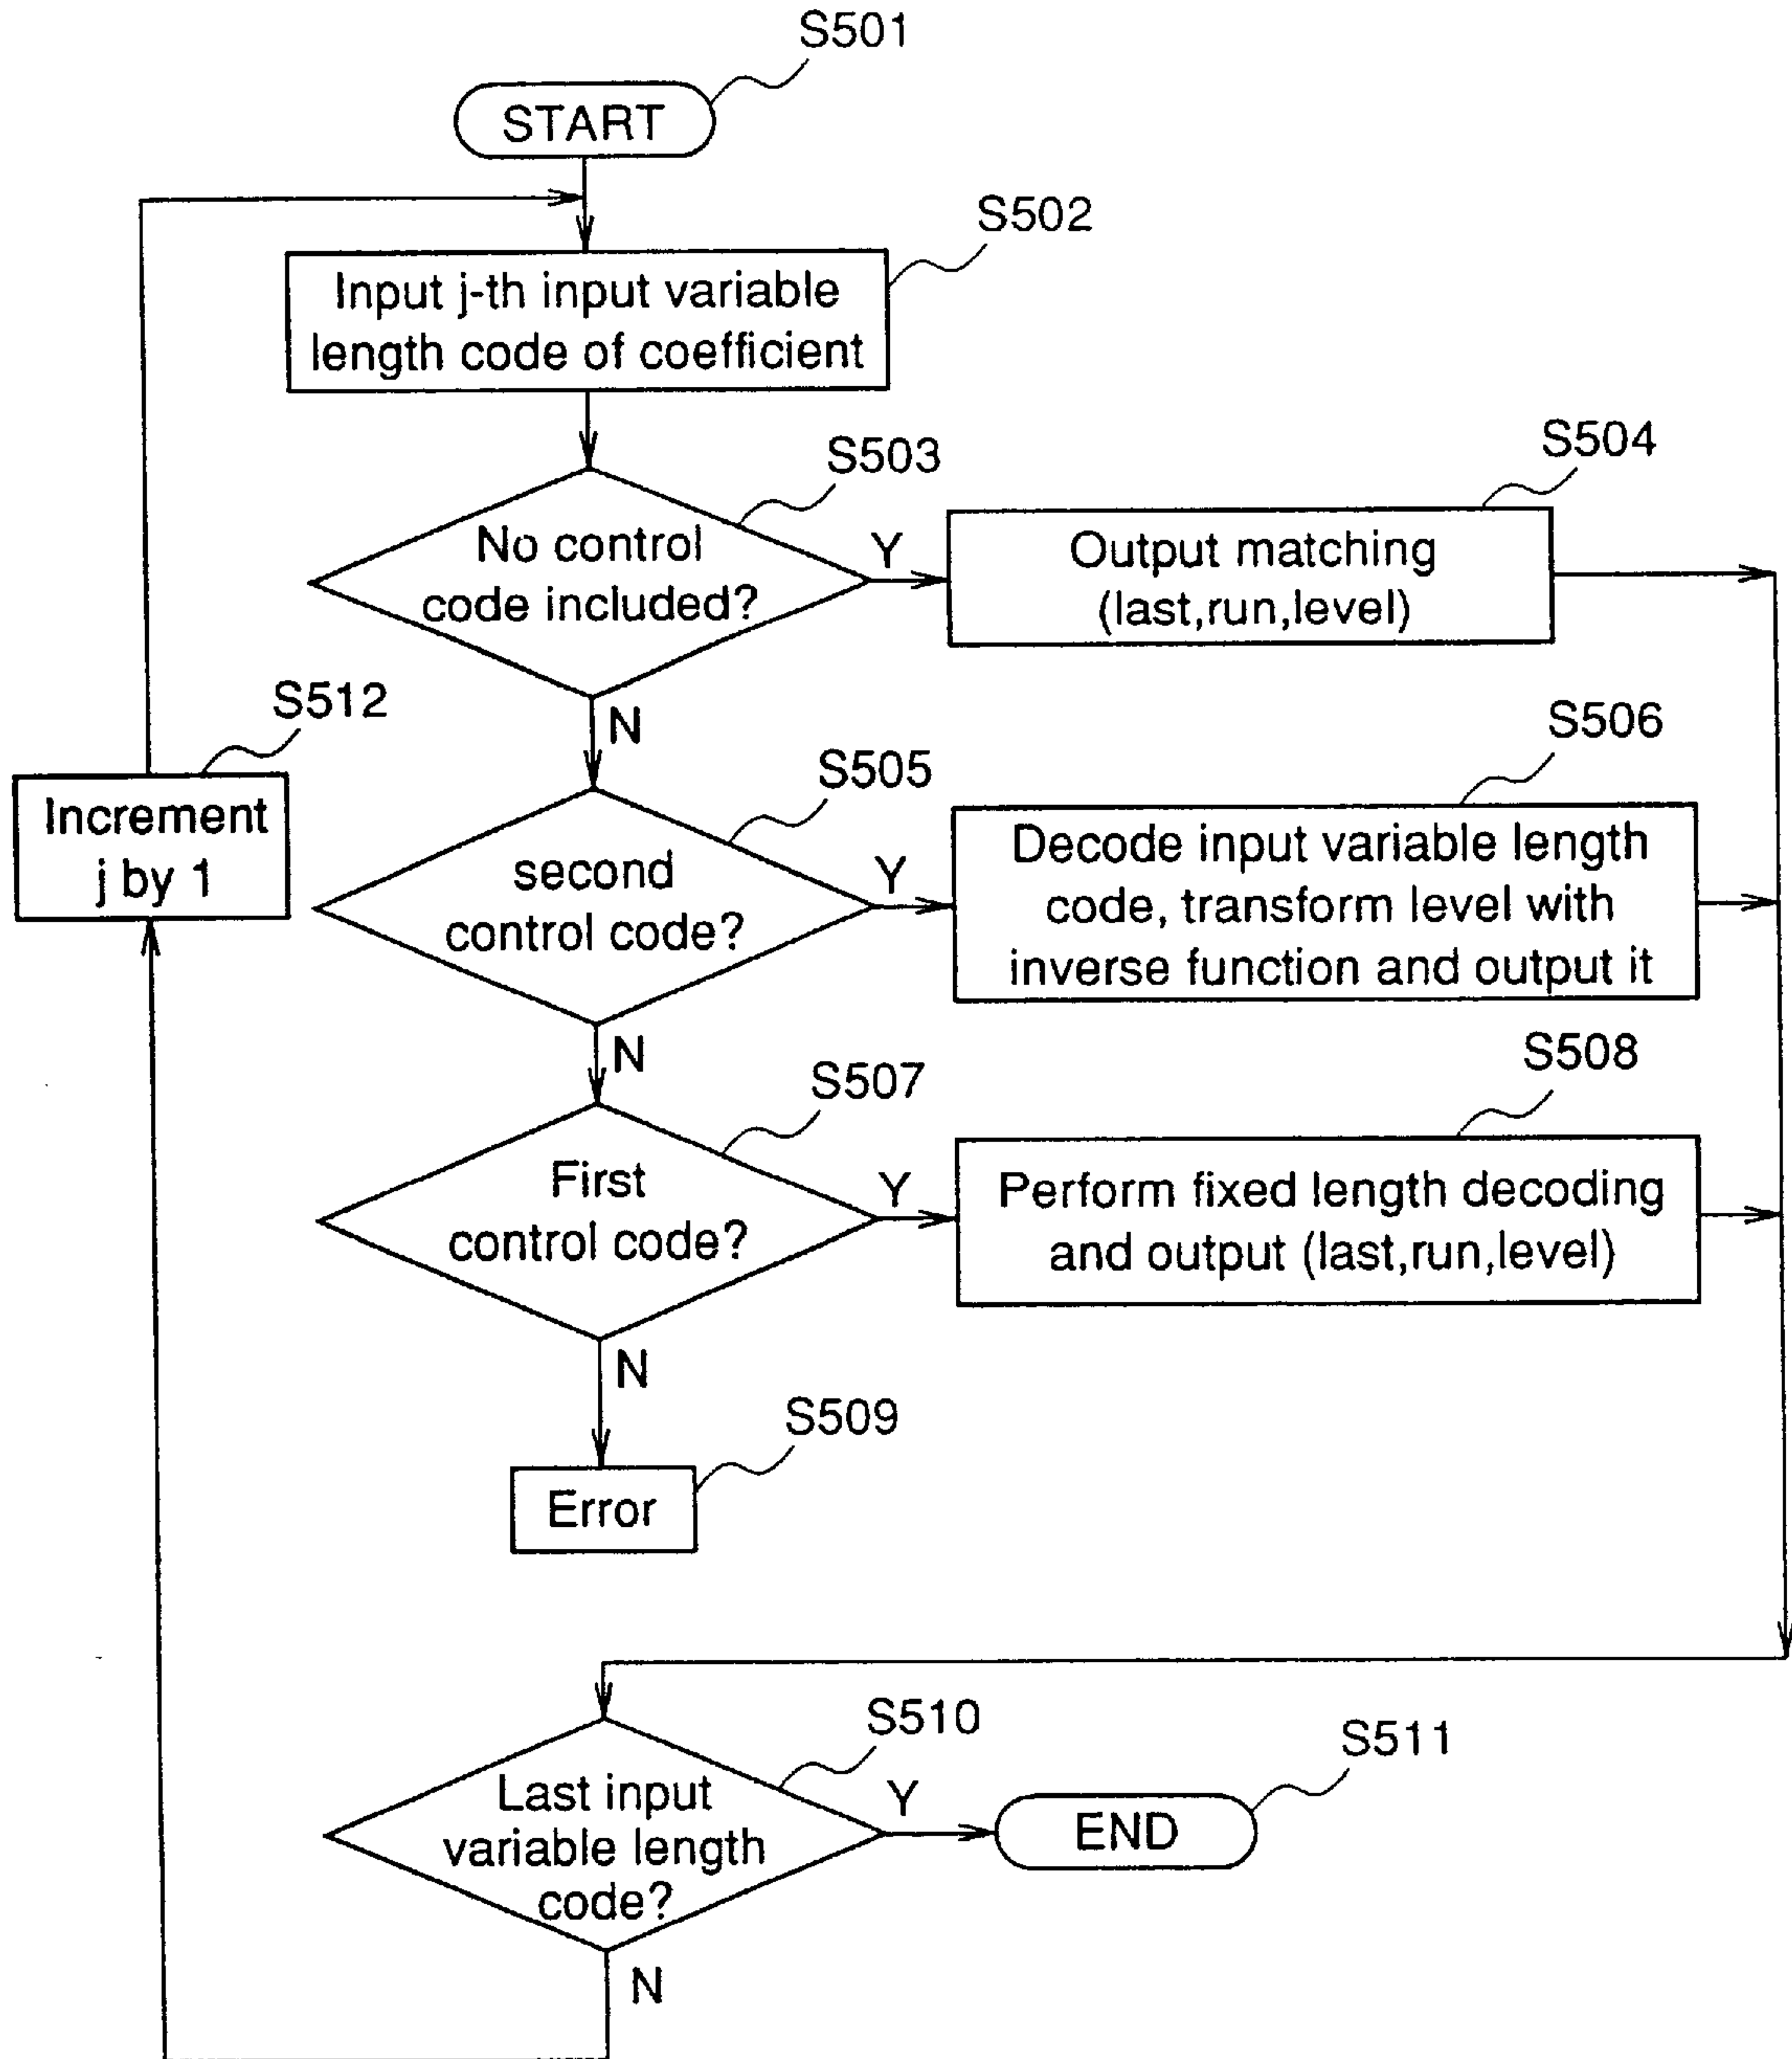 S501
START
S502
Input j-th input variable
length code of coefficient
S503
No control
code included?
Y
S504
Output matching
(last,run,level)
N
S512
Increment
j by 1
S505
second
control code?
Y
S506
Decode input variable length
code, transform level with
inverse function and output it
N
S507
First
control code?
Y
S508
Perform fixed length decoding
and output (last,run,level)
N
S509
Error
S510
Last input
variable length
code?
Y
S511
END
N